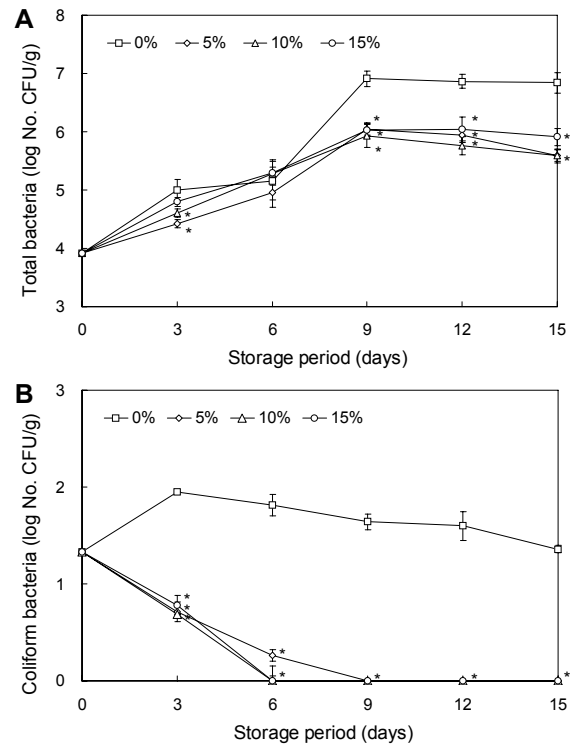 A
8
0% 5% 10% 15%
7
6
5
4
3
* * * * * * * * * * *
0 3 6 9 12 15
Total bacteria (log No. CFU/g)
Storage period (days)
B
3
0% 5% 10% 15%
2
1
0
* * * * * * * *
0 3 6 9 12 15
Coliform bacteria (log No. CFU/g)
Storage period (days)